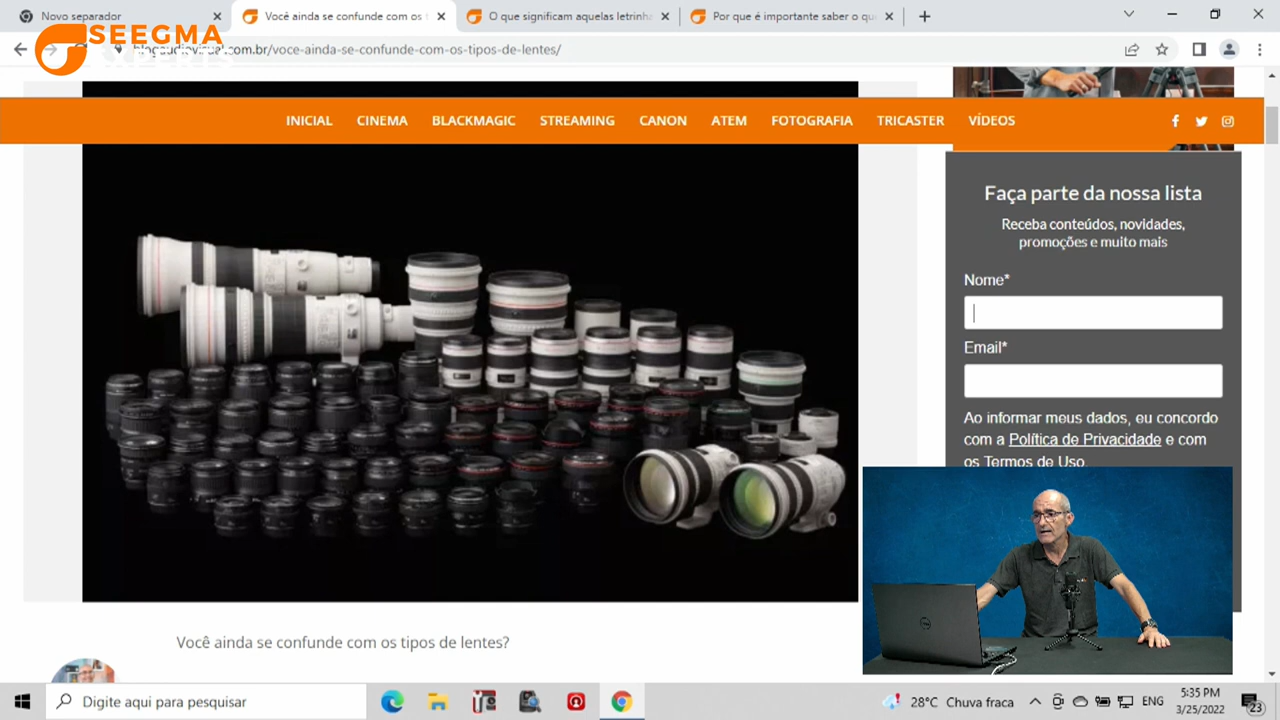 Novo separador
Você ainda se confunde com os t
O que significam aquelas letrinha
Por que é importante saber o que
SEEGMA
EXPERTS
blogaudiovisual.com.br/voce-ainda-se-confunde-com-os-tipos-de-lentes/
INICIAL CINEMA BLACKMAGIC STREAMING CANON ATEM FOTOGRAFIA TRICASTER VÍDEOS
Faça parte da nossa lista
Receba conteúdos, novidades,
promoções e muito mais
Nome*
Email*
Ao informar meus dados, eu concordo
com a Política de Privacidade e com
os Termos de Uso.
DELL
Você ainda se confunde com os tipos de lentes?
Digite aqui para pesquisar
28°C Chuva fraca
ENG
5:35 PM
3/25/2022
23